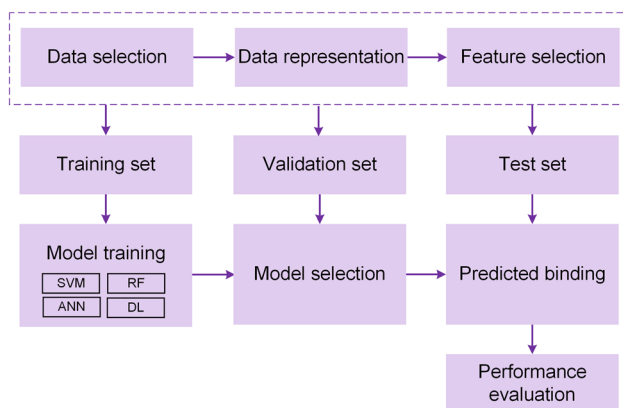 Data selection
Data representation
Feature selection
Training set
Validation set
Test set
Model training
SVM
RF
ANN
DL
Model selection
Predicted binding
Performance
evaluation